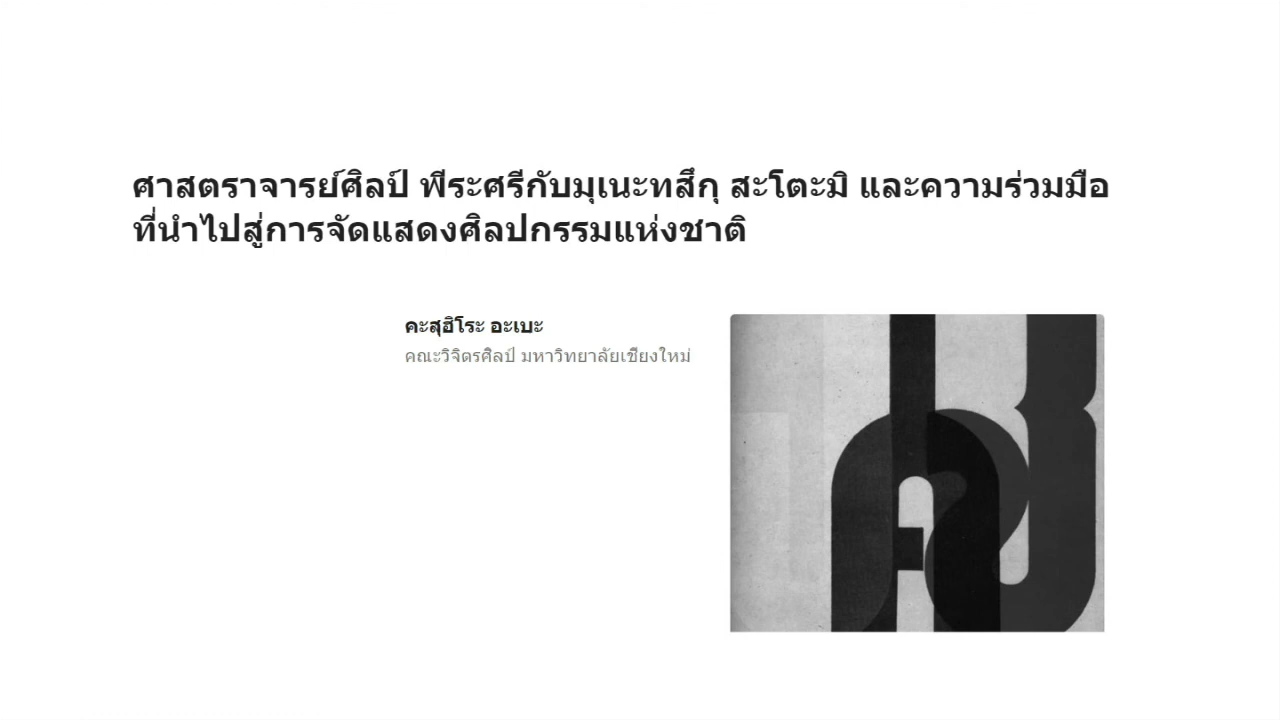 ศาสตราจารย์ศิลป์ พีระศรีกับมุเนะทสึกุ สะโตะมิ และความร่วมมือ
ที่นำไปสู่การจัดแสดงศิลปกรรมแห่งชาติ
คะสุฮิโระ อะเบะ
คณะวิจิตรศิลป์ มหาวิทยาลัยเชียงใหม่